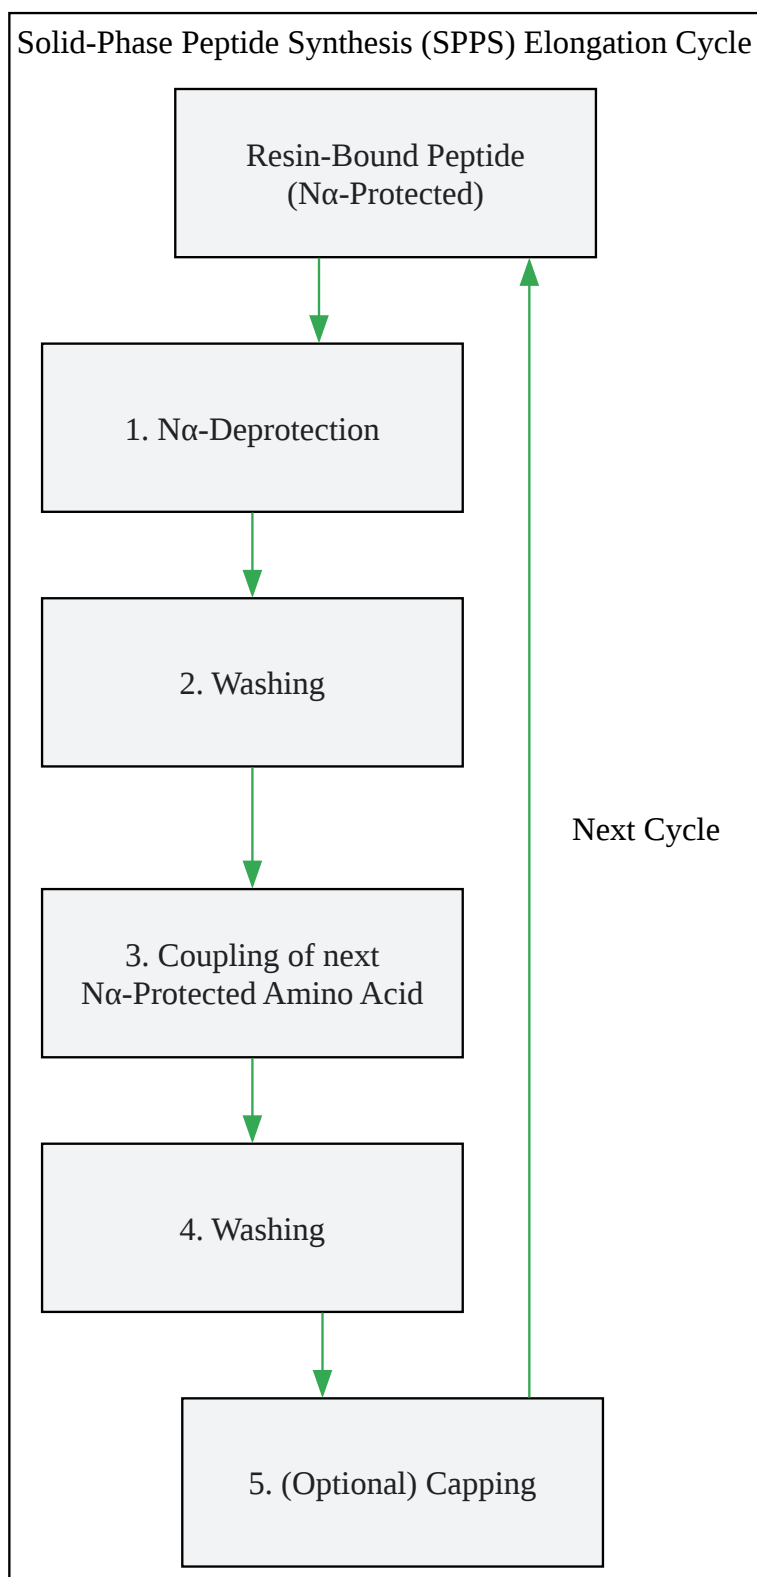 Solid-Phase Peptide Synthesis (SPPS) Elongation Cycle
Resin-Bound Peptide
(Nα-Protected)
1. Nα-Deprotection
2. Washing
Next Cycle
3. Coupling of next
Nα-Protected Amino Acid
4. Washing
5. (Optional) Capping